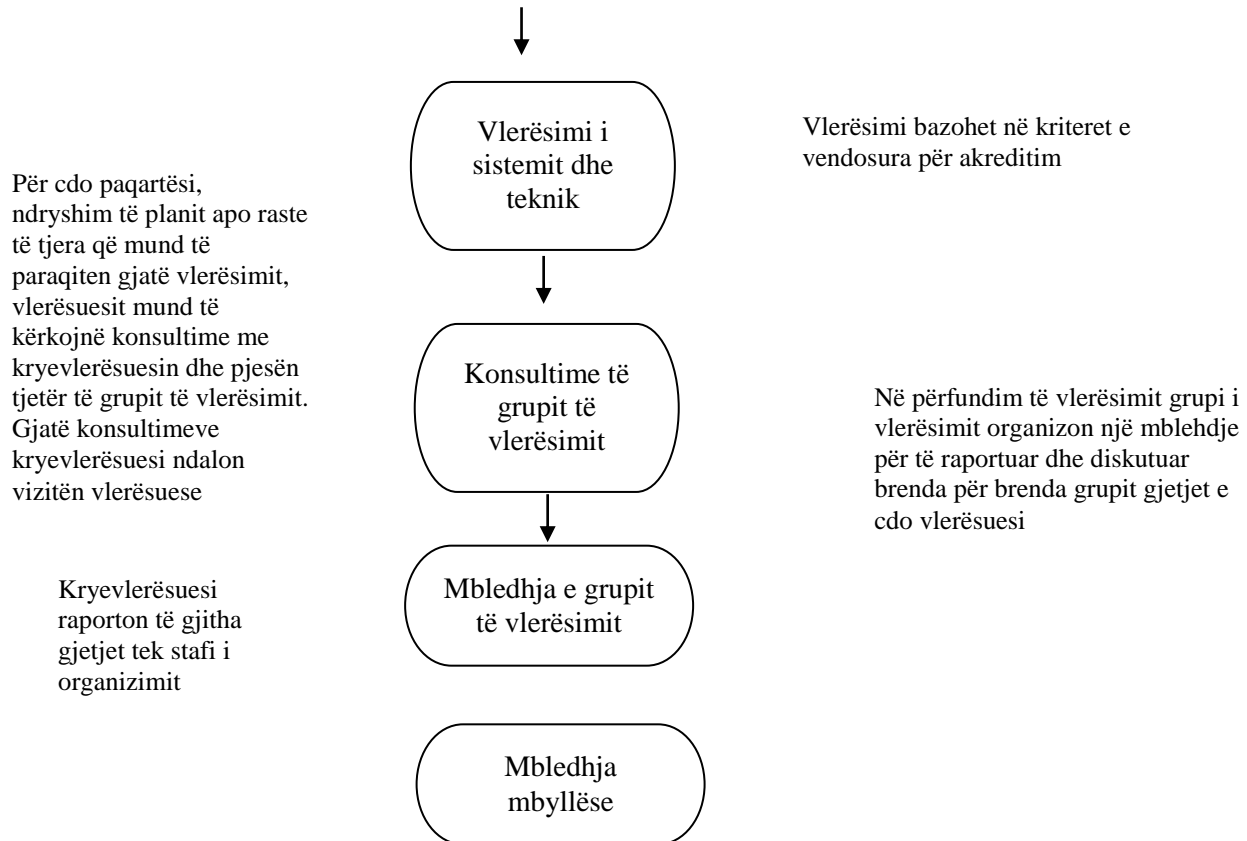 Vlerësimi i
sistemit dhe
teknik
Vlerësimi bazohet në kriteret e
vendosura për akreditim
Për cdo paqartësi,
ndryshim të planit apo raste
të tjera që mund të
paraqiten gjatë vlerësimit,
vlerësuesit mund të
kërkojnë konsultime me
kryevlerësuesin dhe pjesën
tjetër të grupit të vlerësimit.
Gjatë konsultimeve
kryevlerësuesi ndalon
vizitën vlerësuese
Konsultime të
grupit të
vlerësimit
Në përfundim të vlerësimit grupi i
vlerësimit organizon një mblehdje
për të raportuar dhe diskutuar
brenda për brenda grupit gjetjet e
cdo vlerësuesi
Mbledhja e grupit
të vlerësimit
Kryevlerësuesi
raporton të gjitha
gjetjet tek stafi i
organizimit
Mbledhja
mbyllëse